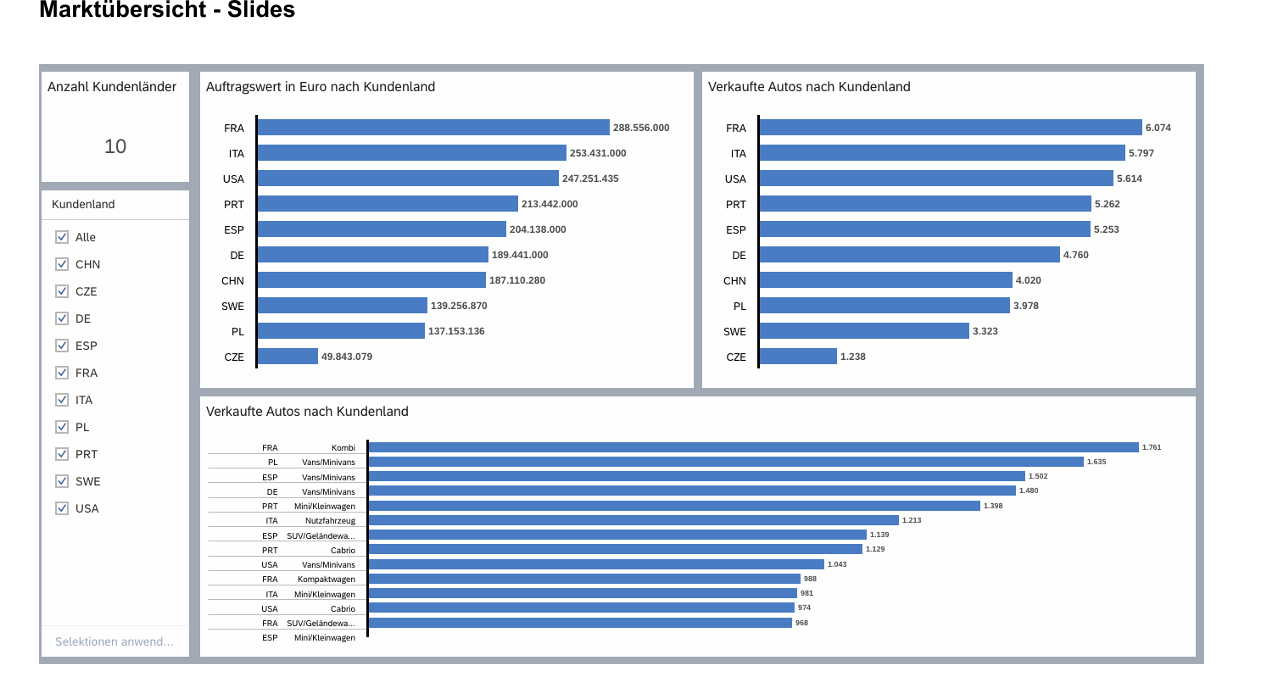 Marktübersicht - Slides
Anzahl Kundenländer
10
Kundenland
Alle
CHN
CZE
DE
ESP
FRA
ITA
PL
PRT
SWE
USA
Selektionen anwend...
Auftragswert in Euro nach Kundenland
FRA 288.556.000
ITA 253.431.000
USA 247.251.435
PRT 213.442.000
ESP 204.138.000
DE 189.441.000
CHN 187.110.280
SWE 139.256.870
PL 137.153.136
CZE 49.843.079
Verkaufte Autos nach Kundenland
FRA 6.074
ITA 5.797
USA 5.614
PRT 5.262
ESP 5.253
DE 4.760
CHN 4.020
PL 3.978
SWE 3.323
CZE 1.238
Verkaufte Autos nach Kundenland
FRA Kombi 1.761
PL Vans/Minivans 1.635
ESP Vans/Minivans 1.502
DE Vans/Minivans 1.480
PRT Mini/Kleinwagen 1.398
ITA Nutzfahrzeug 1.213
ESP SUV/Geländewa... 1.139
PRT Cabrio 1.129
USA Vans/Minivans 1.043
FRA Kompaktwagen 988
ITA Mini/Kleinwagen 981
USA Cabrio 974
FRA SUV/Geländewa... 968
ESP Mini/Kleinwagen